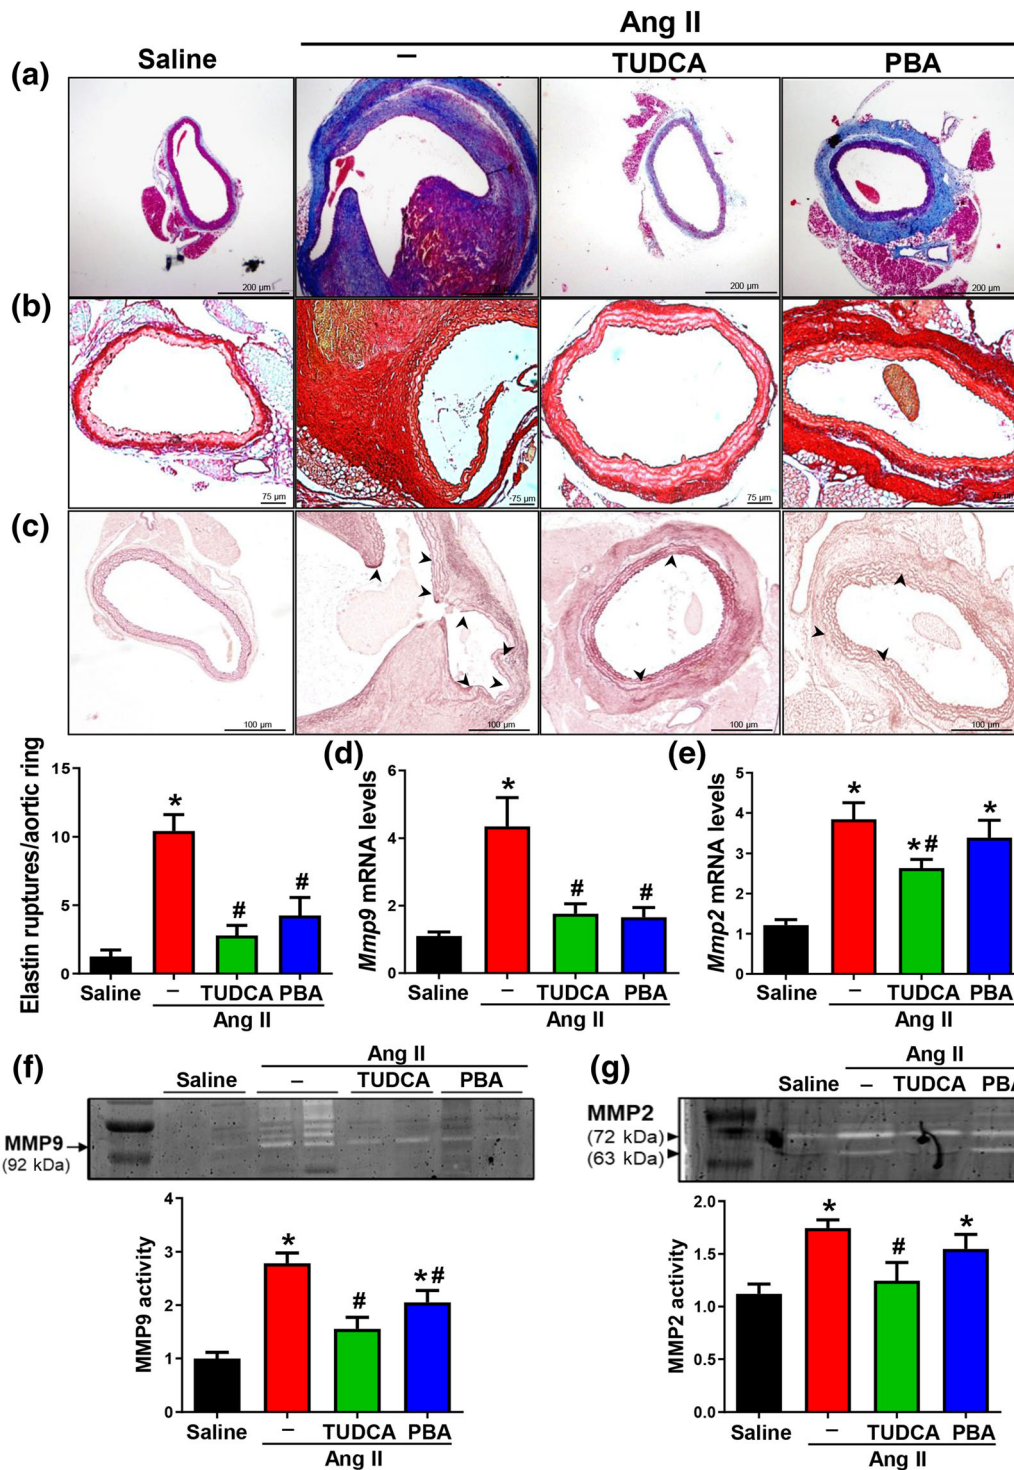 Ang II
Saline – TUDCA PBA
(a)
200 µm 200 µm 200 µm
(b)
75 µm 75 µm 75 µm 75 µm
(c)
100 µm 100 µm 100 µm 100 µm
Elastin ruptures/aortic ring
15
10
5
0
*
#
#
Saline – TUDCA PBA
Ang II
(d)
Mmp9 mRNA levels
6
4
2
0
*
#
#
Saline – TUDCA PBA
Ang II
(e)
Mmp2 mRNA levels
5
4
3
2
1
0
*
*#
*
Saline – TUDCA PBA
Ang II
(f)
Ang II
Saline – TUDCA PBA
MMP9
(92 kDa)
MMP9 activity
4
3
2
1
0
*
#
*#
Saline – TUDCA PBA
Ang II
(g)
Ang II
Saline – TUDCA PBA
MMP2
(72 kDa)
(63 kDa)
MMP2 activity
2.0
1.5
1.0
0.5
0.0
*
#
*
Saline – TUDCA PBA
Ang II